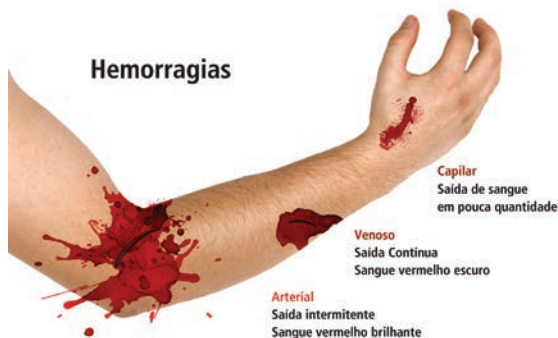 Hemorragias
Capilar
Saída de sangue
em pouca quantidade
Venoso
Saída Contínua
Sangue vermelho escuro
Arterial
Saída intermitente
Sangue vermelho brilhante